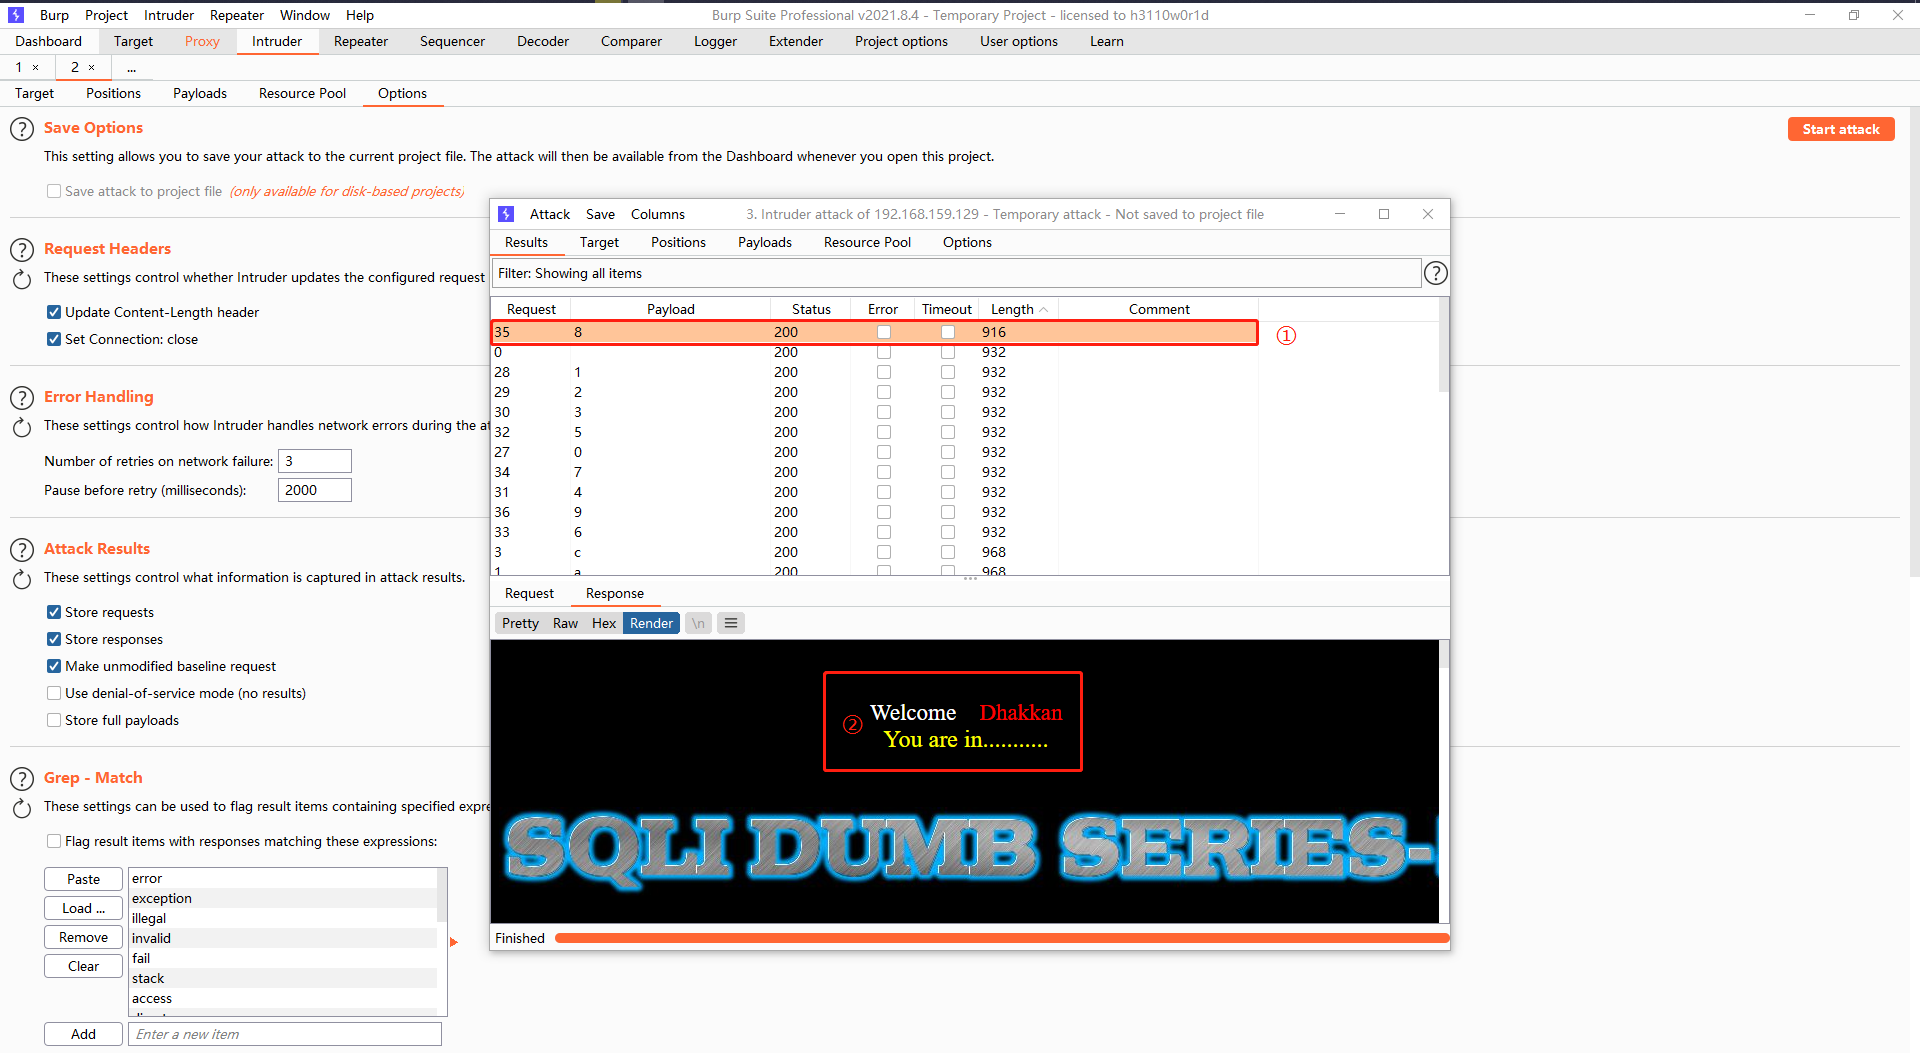 Burp Project Intruder Repeater Window Help
Burp Suite Professional v2021.8.4 - Temporary Project - licensed to h3110w0r1d
Dashboard Target Proxy Intruder Repeater Sequencer Decoder Comparer Logger Extender Project options User options Learn
1 × 2 × ...
Target Positions Payloads Resource Pool Options
? Save Options
Start attack
This setting allows you to save your attack to the current project file. The attack will then be available from the Dashboard whenever you open this project.
Save attack to project file (only available for disk-based projects)
? Request Headers
These settings control whether Intruder updates the configured request
Update Content-Length header
Set Connection: close
? Error Handling
These settings control how Intruder handles network errors during the at
Number of retries on network failure: 3
Pause before retry (milliseconds): 2000
? Attack Results
These settings control what information is captured in attack results.
Store requests
Store responses
Make unmodified baseline request
Use denial-of-service mode (no results)
Store full payloads
? Grep - Match
These settings can be used to flag result items containing specified expre
Flag result items with responses matching these expressions:
Paste
Load ...
Remove
Clear
error
exception
illegal
invalid
fail
stack
access
Add Enter a new item
Attack Save Columns 3. Intruder attack of 192.168.159.129 - Temporary attack - Not saved to project file
Results Target Positions Payloads Resource Pool Options
Filter: Showing all items ?
Request Payload Status Error Timeout Length Comment
35 8 200 916 ①
0 200 932
28 1 200 932
29 2 200 932
30 3 200 932
32 5 200 932
27 0 200 932
34 7 200 932
31 4 200 932
36 9 200 932
33 6 200 932
3 c 200 968
1 a 200 968
Request Response
Pretty Raw Hex Render \n
Welcome Dhakkan
② You are in...........
SQLI DUMB SERIES-
Finished